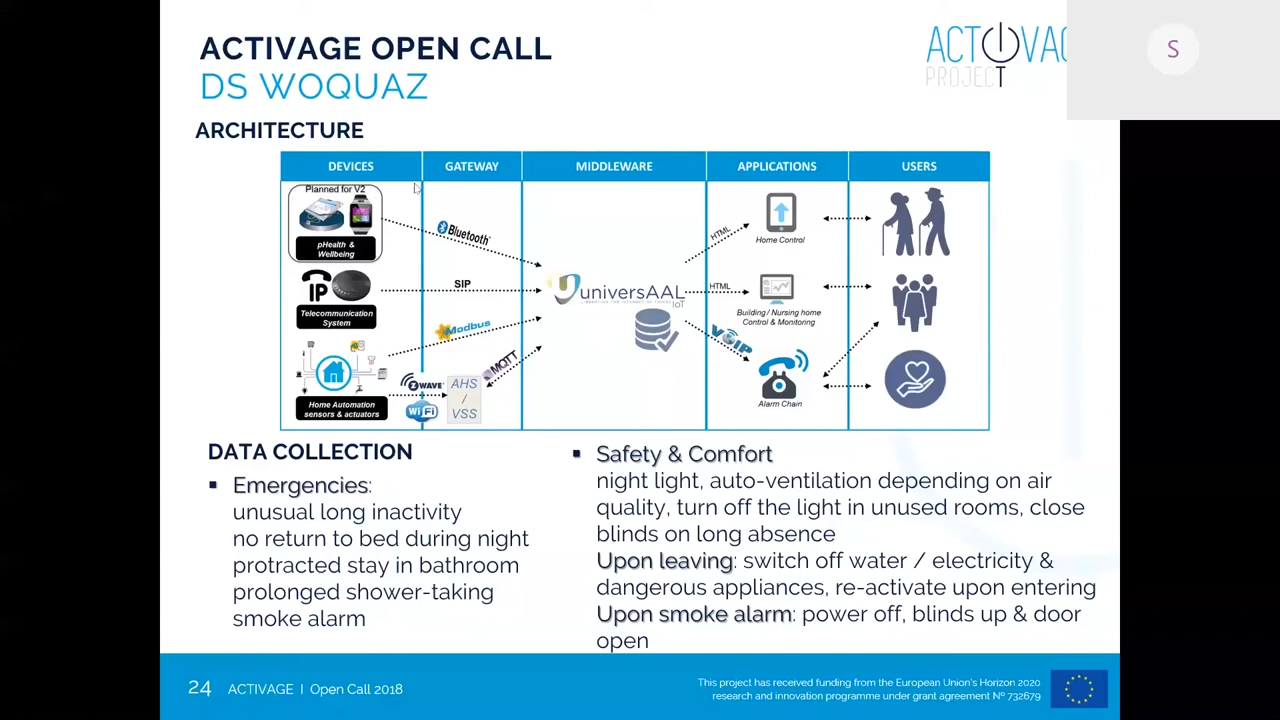 ACTIVAGE OPEN CALL
DS WOQUAZ
PROJECT
S
ARCHITECTURE
DEVICES
GATEWAY
MIDDLEWARE
APPLICATIONS
USERS
Planned for V2
pHealth &
Wellbeing
Bluetooth
HTML
Home Control
IP
SIP
universAAL
IoT
HTML
Telecommunication
System
Building / Nursing home
Control & Monitoring
Modbus
VOIP
MQTT
Z WAVE
AHS
/
VSS
WiFi
Home Automation
sensors & actuators
Alarm Chain
DATA COLLECTION
▪ Emergencies:
unusual long inactivity
no return to bed during night
protracted stay in bathroom
prolonged shower-taking
smoke alarm
▪ Safety & Comfort
night light, auto-ventilation depending on air
quality, turn off the light in unused rooms, close
blinds on long absence
Upon leaving: switch off water / electricity &
dangerous appliances, re-activate upon entering
Upon smoke alarm: power off, blinds up & door
open
24 ACTIVAGE I Open Call 2018
This project has received funding from the European Union's Horizon 2020
research and innovation programme under grant agreement Nº 732679